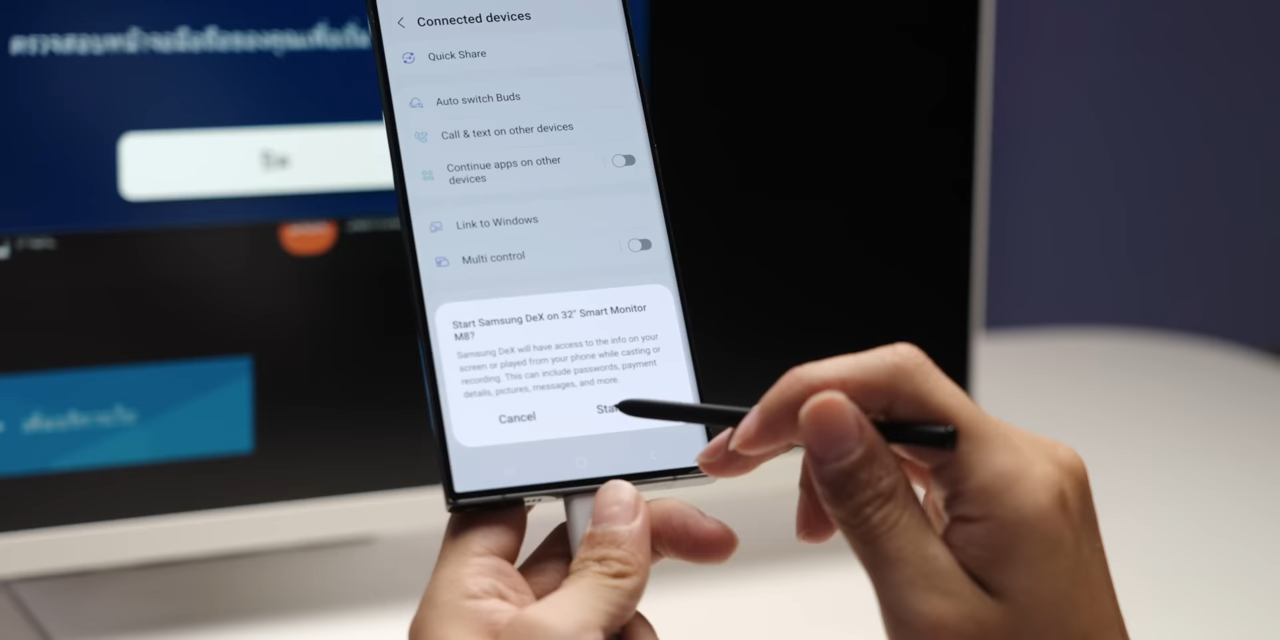 Connected devices
Quick Share
Auto switch Buds
Call & text on other devices
Continue apps on other
devices
Link to Windows
Multi control
Start Samsung DeX on 32" Smart Monitor
M8?
Samsung DeX will have access to the info on your
screen or played from your phone while casting or
recording. This can include passwords, payment
details, pictures, messages, and more.
Cancel